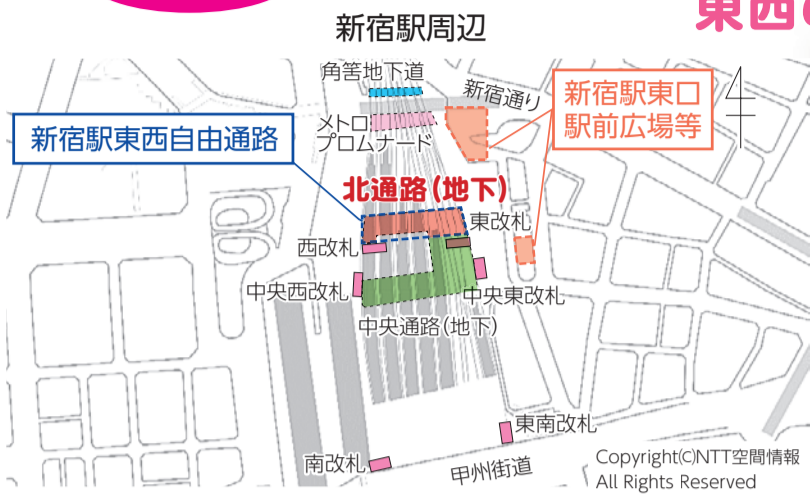 東西
新宿駅周辺
角筈地下道
新宿通り
新宿駅東口
駅前広場等
メトロ
プロムナード
新宿駅東西自由通路
北通路(地下)
東改札
西改札
中央西改札
中央東改札
中央通路(地下)
東南改札
南改札
甲州街道
Copyright(C)NTT空間情報
All Rights Reserved